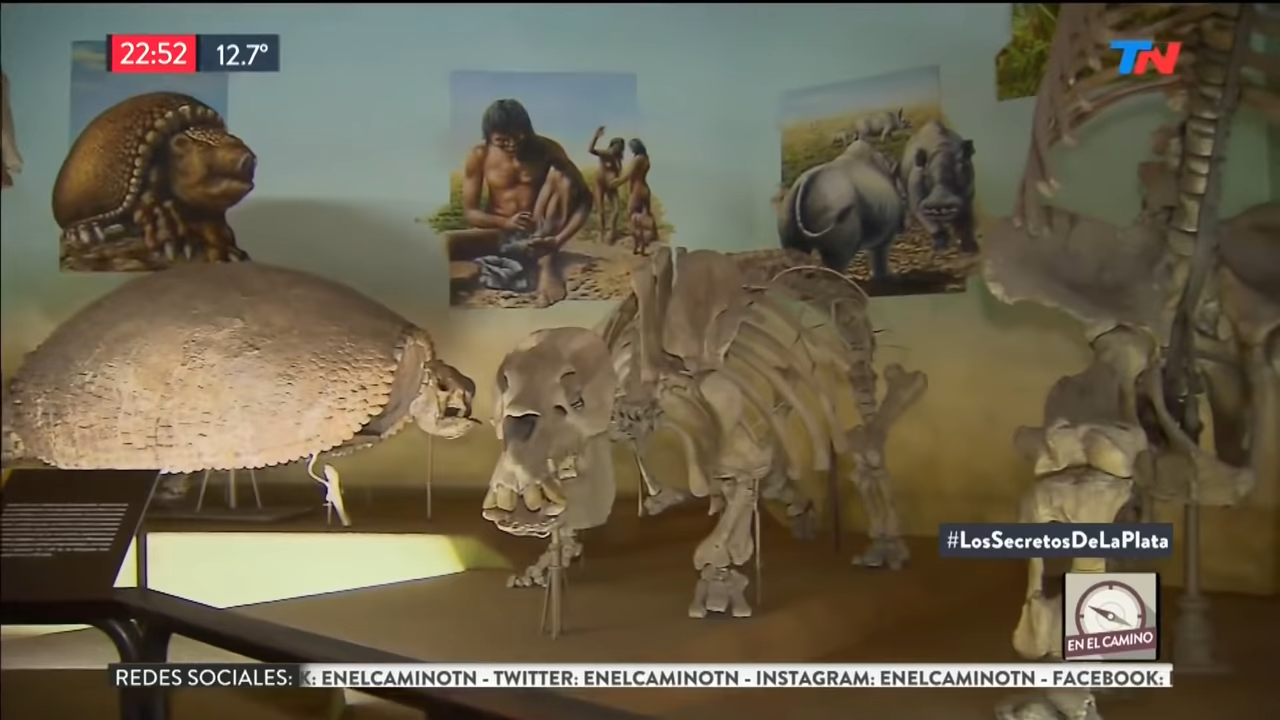 22:52 12.7°
TN
#LosSecretosDeLaPlata
EN EL CAMINO
REDES SOCIALES: K: ENELCAMINOTN - TWITTER: ENELCAMINOTN - INSTAGRAM: ENELCAMINOTN - FACEBOOK: